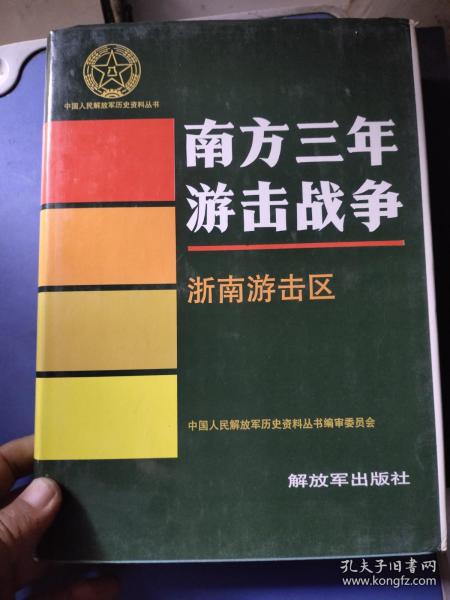 中国人民解放军历史资料丛书
南方三年
游击战争
浙南游击区
中国人民解放军历史资料丛书编审委员会
解放军出版社
孔夫子旧书网
www.kongfz.com